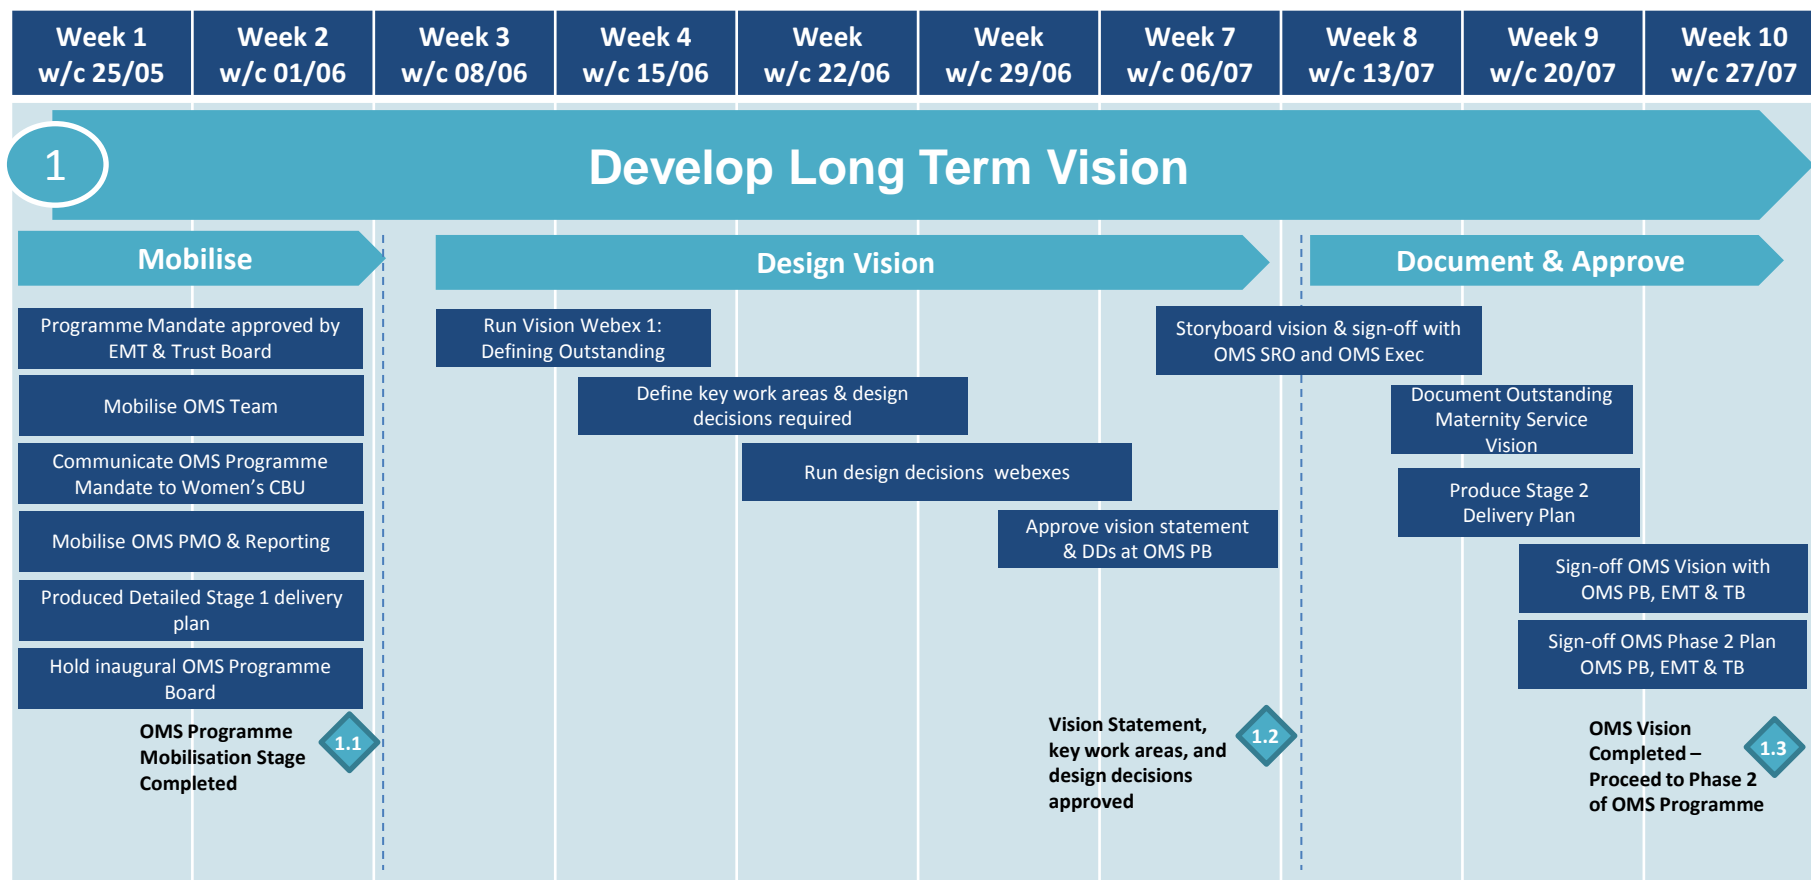 Week 1
w/c 25/05
Week 2
w/c 01/06
Week 3
w/c 08/06
Week 4
w/c 15/06
Week
w/c 22/06
Week
w/c 29/06
Week 7
w/c 06/07
Week 8
w/c 13/07
Week 9
w/c 20/07
Week 10
w/c 27/07
1
Develop Long Term Vision
Mobilise
Design Vision
Document & Approve
Programme Mandate approved by
EMT & Trust Board
Mobilise OMS Team
Communicate OMS Programme
Mandate to Women’s CBU
Mobilise OMS PMO & Reporting
Produced Detailed Stage 1 delivery
plan
Hold inaugural OMS Programme
Board
OMS Programme
Mobilisation Stage
Completed
1.1
Run Vision Webex 1:
Defining Outstanding
Define key work areas & design
decisions required
Run design decisions  webexes
Approve vision statement
& DDs at OMS PB
Vision Statement,
key work areas, and
design decisions
approved
1.2
Storyboard vision & sign-off with
OMS SRO and OMS Exec
Document Outstanding
Maternity Service
Vision
Produce Stage 2
Delivery Plan
Sign-off OMS Vision with
OMS PB, EMT & TB
Sign-off OMS Phase 2 Plan
OMS PB, EMT & TB
OMS Vision
Completed –
Proceed to Phase 2
of OMS Programme
1.3